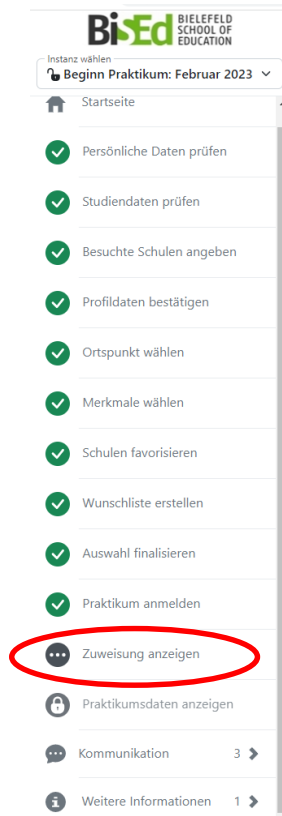 BiSEd BIELEFELD
SCHOOL OF
EDUCATION
Instanz wählen
Beginn Praktikum: Februar 2023
Startseite
Persönliche Daten prüfen
Studiendaten prüfen
Besuchte Schulen angeben
Profildaten bestätigen
Ortspunkt wählen
Merkmale wählen
Schulen favorisieren
Wunschliste erstellen
Auswahl finalisieren
Praktikum anmelden
Zuweisung anzeigen
Praktikumsdaten anzeigen
Kommunikation 3
Weitere Informationen 1